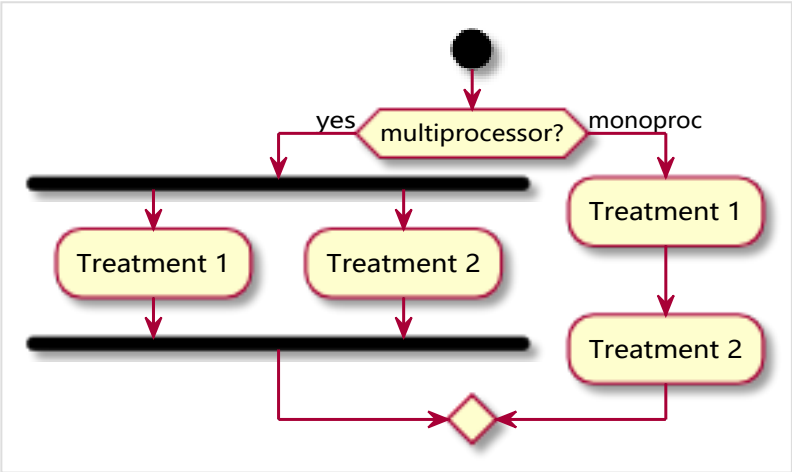 yes
multiprocessor?
monoproc
Treatment 1
Treatment 1
Treatment 2
Treatment 2